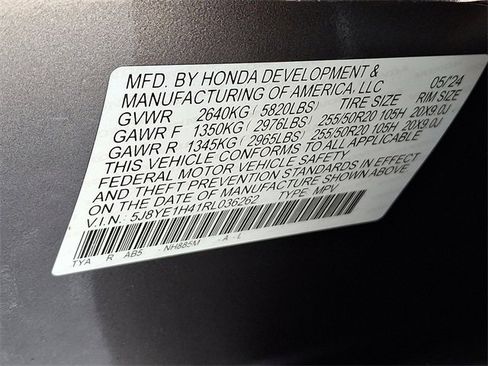 MFD. BY HONDA DEVELOPMENT & 05/24
MANUFACTURING OF AMERICA, LLC
GVWR 2640KG ( 5820LBS) TIRE SIZE RIM SIZE
GAWR F 1350KG ( 2976LBS) 255/50R20 105H 20X9.0J
GAWR R 1345KG ( 2965LBS) 255/50R20 105H 20X9.0J
THIS VEHICLE CONFORMS TO ALL APPLICABLE
FEDERAL MOTOR VEHICLE SAFETY
AND THEFT PREVENTION STANDARDS IN EFFECT
ON THE DATE OF MANUFACTURE SHOWN ABOVE
V.I.N. 5J8YE1H41RL036262 TYPE: MPV
TYA R AB5 NH885M -A -L